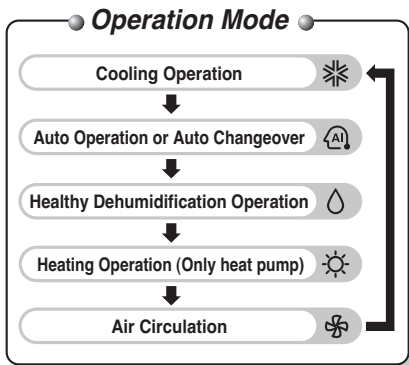 Operation Mode
Cooling Operation
Auto Operation or Auto Changeover
AI
Healthy Dehumidification Operation
Heating Operation (Only heat pump)
Air Circulation